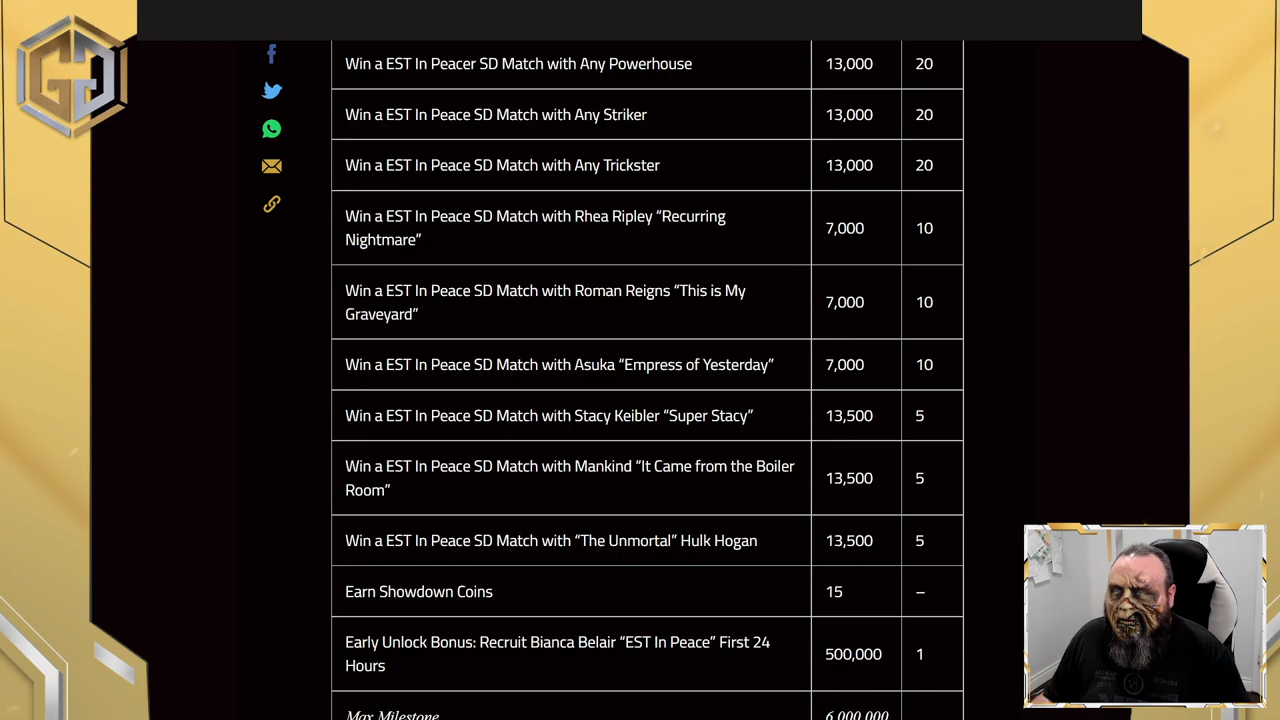 GG
Win a EST In Peacer SD Match with Any Powerhouse 13,000 20
Win a EST In Peace SD Match with Any Striker 13,000 20
Win a EST In Peace SD Match with Any Trickster 13,000 20
Win a EST In Peace SD Match with Rhea Ripley “Recurring
Nightmare” 7,000 10
Win a EST In Peace SD Match with Roman Reigns “This is My
Graveyard” 7,000 10
Win a EST In Peace SD Match with Asuka “Empress of Yesterday” 7,000 10
Win a EST In Peace SD Match with Stacy Keibler “Super Stacy” 13,500 5
Win a EST In Peace SD Match with Mankind “It Came from the Boiler
Room” 13,500 5
Win a EST In Peace SD Match with “The Unmortal” Hulk Hogan 13,500 5
Earn Showdown Coins 15 –
Early Unlock Bonus: Recruit Bianca Belair “EST In Peace” First 24
Hours 500,000 1
Max Milestone 6,000,000